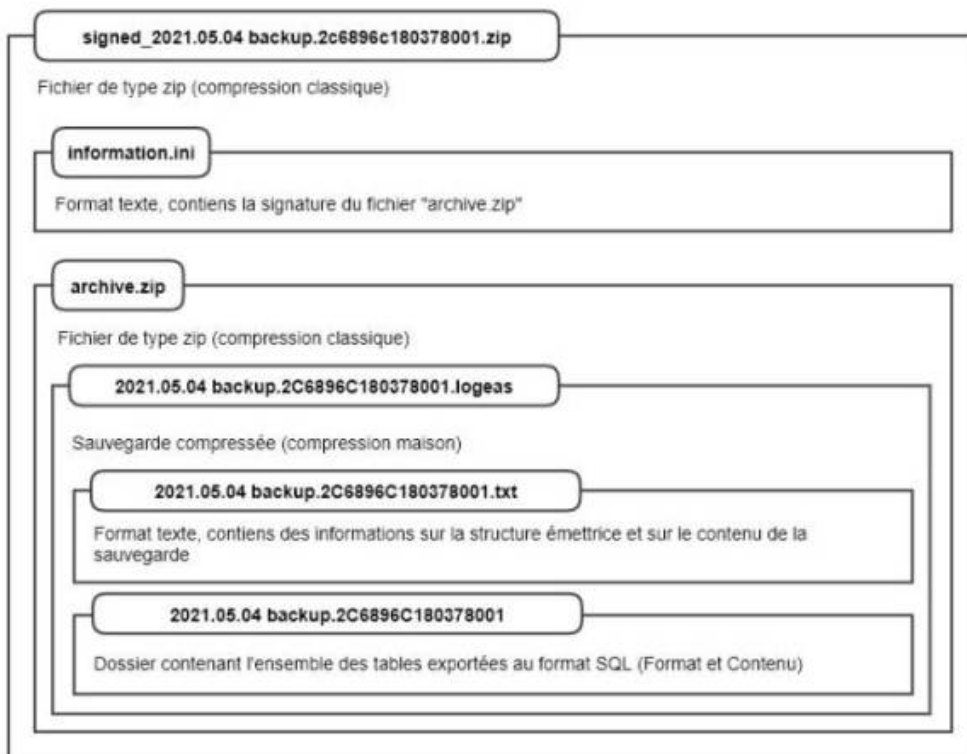 signed_2021.05.04 backup.2c6896c180378001.zip
Fichier de type zip (compression classique)
information.ini
Format texte, contiens la signature du fichier "archive.zip"
archive.zip
Fichier de type zip (compression classique)
2021.05.04 backup.2C6896C180378001.logeas
Sauvegarde compressée (compression maison)
2021.05.04 backup.2C6896C180378001.txt
Format texte, contiens des informations sur la structure émettrice et sur le contenu de la
sauvegarde
2021.05.04 backup.2C6896C180378001
Dossier contenant l'ensemble des tables exportées au format SQL (Format et Contenu)